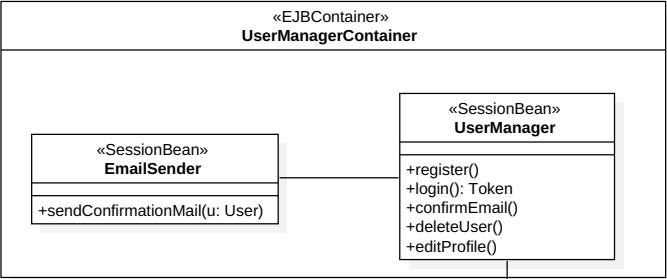 «EJBContainer»
UserManagerContainer
«SessionBean»
EmailSender
+sendConfirmationMail(u: User)
«SessionBean»
UserManager
+register()
+login(): Token
+confirmEmail()
+deleteUser()
+editProfile()